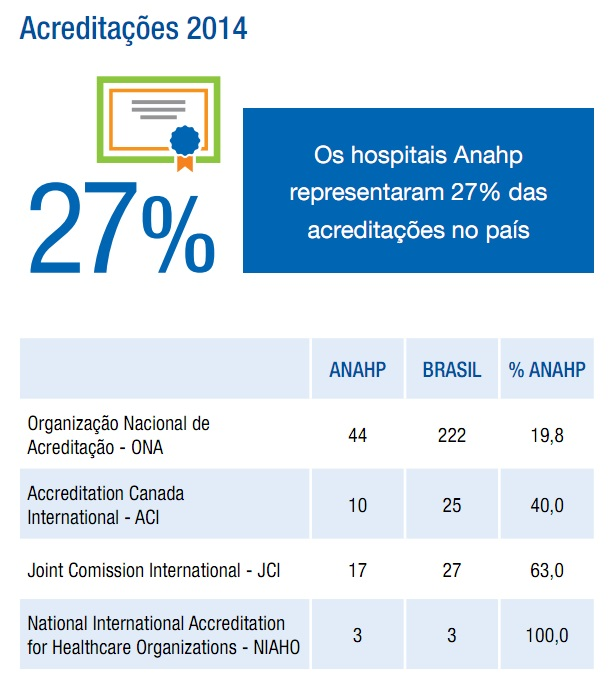 Acreditações 2014
27%
Os hospitais Anahp
representaram 27% das
acreditações no país
ANAHP BRASIL % ANAHP
Organização Nacional de
Acreditação - ONA 44 222 19,8
Accreditation Canada
International - ACI 10 25 40,0
Joint Comission International - JCI 17 27 63,0
National International Accreditation
for Healthcare Organizations - NIAHO 3 3 100,0